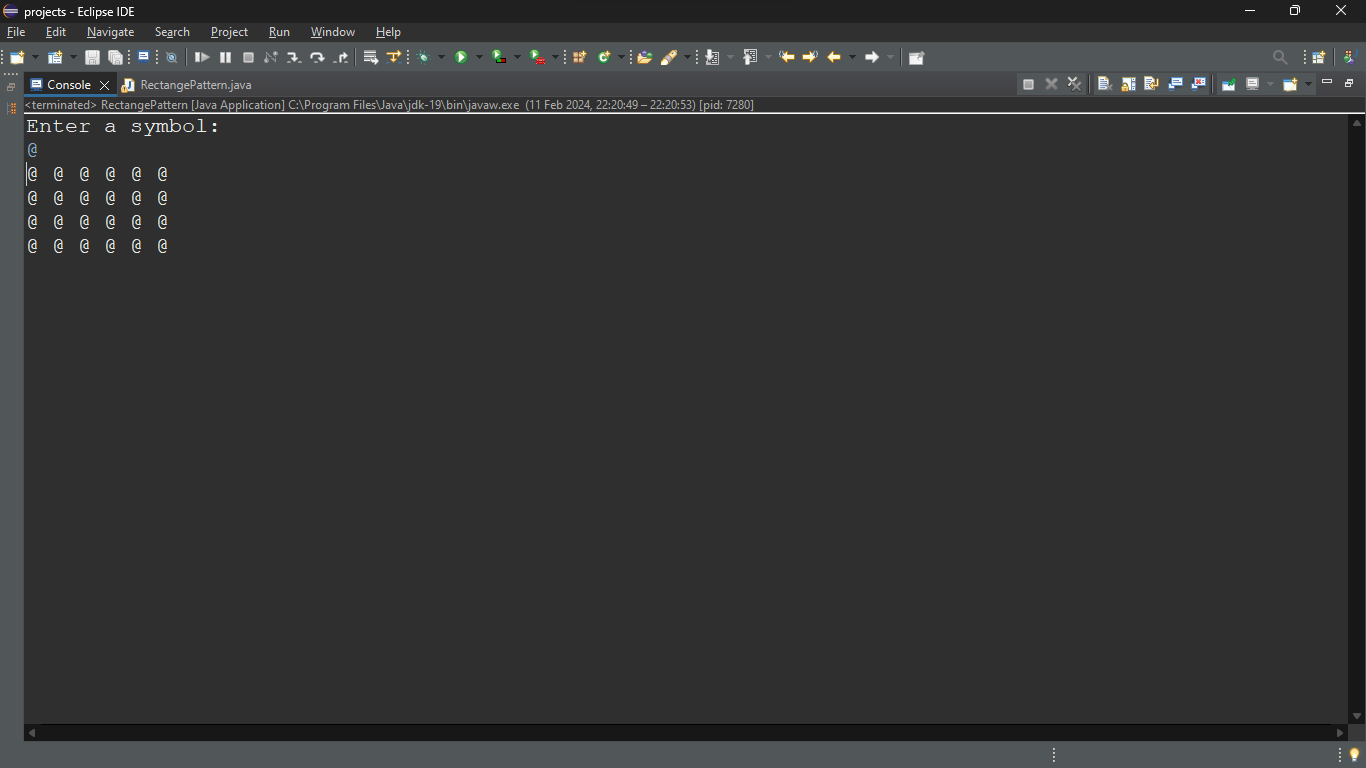 projects - Eclipse IDE
File Edit Navigate Search Project Run Window Help
Console RectangePattern.java
<terminated> RectangePattern [Java Application] C:\Program Files\Java\jdk-19\bin\javaw.exe (11 Feb 2024, 22:20:49 – 22:20:53) [pid: 7280]
Enter a symbol:
@
@ @ @ @ @ @
@ @ @ @ @ @
@ @ @ @ @ @
@ @ @ @ @ @